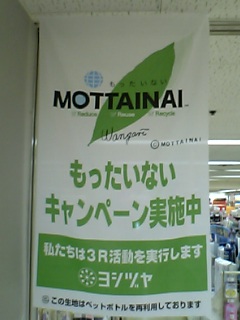 もったいない
MOTTAINAI
Reduce Reuse Recycle
Wangari
MOTTAINAI
もったいない
キャンペーン実施中
私たちは3R活動を実行します
ヨシヅヤ
この生地はペットボトルを再利用しております